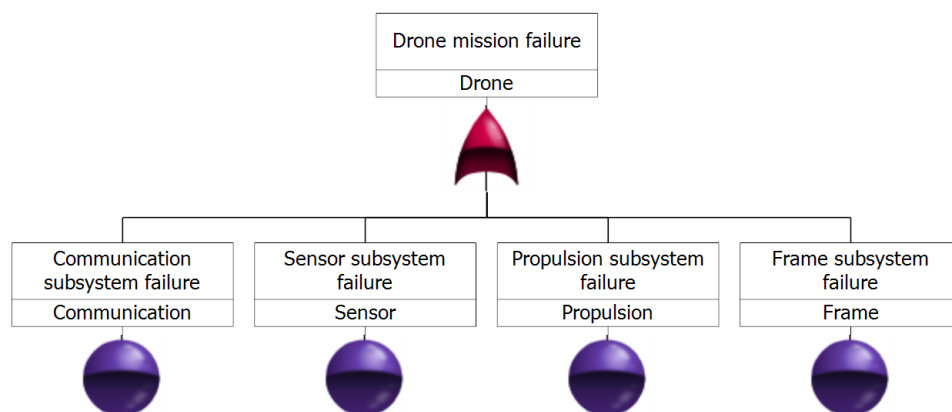 Drone mission failure
Drone
Communication
subsystem failure
Communication
Sensor subsystem
failure
Sensor
Propulsion subsystem
failure
Propulsion
Frame subsystem
failure
Frame